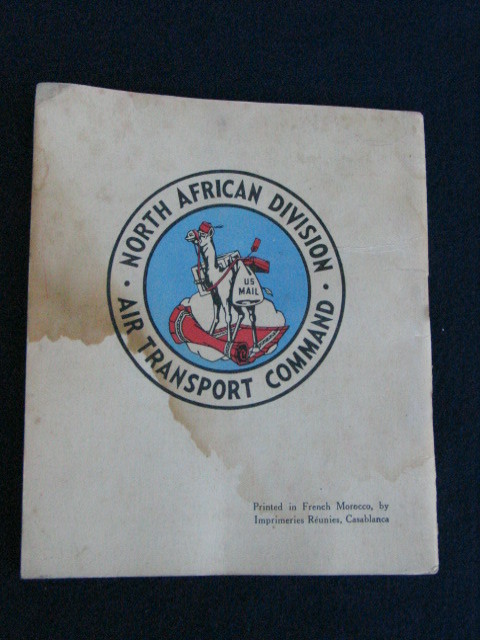 NORTH AFRICAN DIVISION
AIR TRANSPORT COMMAND
US
MAIL
Printed in French Morocco, by
Imprimeries Réunies, Casablanca